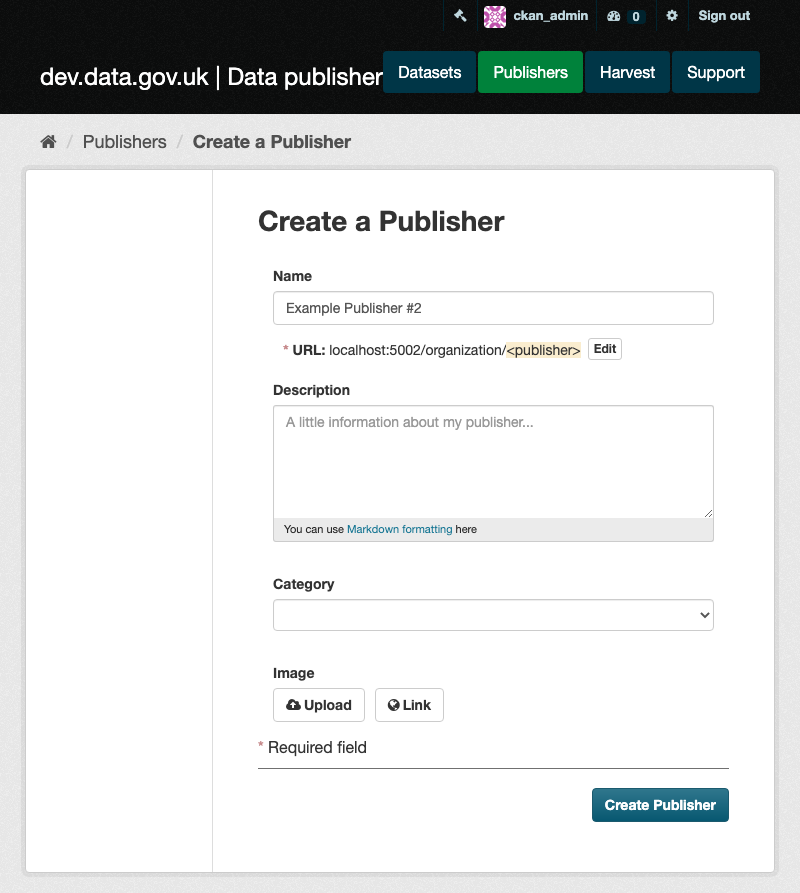 ckan_admin 0 Sign out
dev.data.gov.uk | Data publisher Datasets Publishers Harvest Support
/ Publishers / Create a Publisher
Create a Publisher
Name
Example Publisher #2
* URL: localhost:5002/organization/<publisher> Edit
Description
A little information about my publisher...
You can use Markdown formatting here
Category
Image
Upload Link
* Required field
Create Publisher